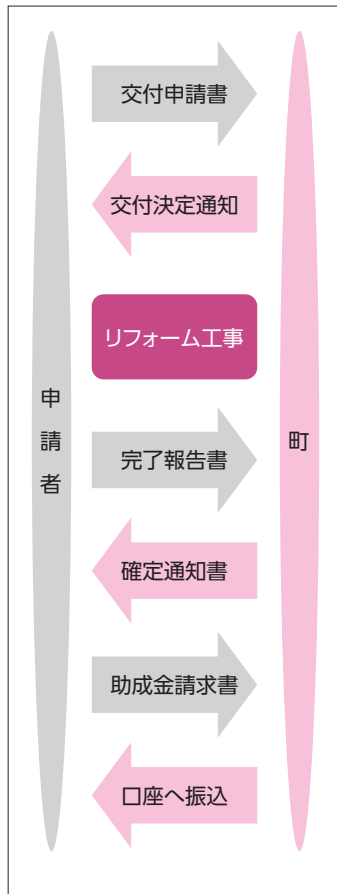 交付申請書
交付決定通知
リフォーム工事
申請者
町
完了報告書
確定通知書
助成金請求書
口座へ振込